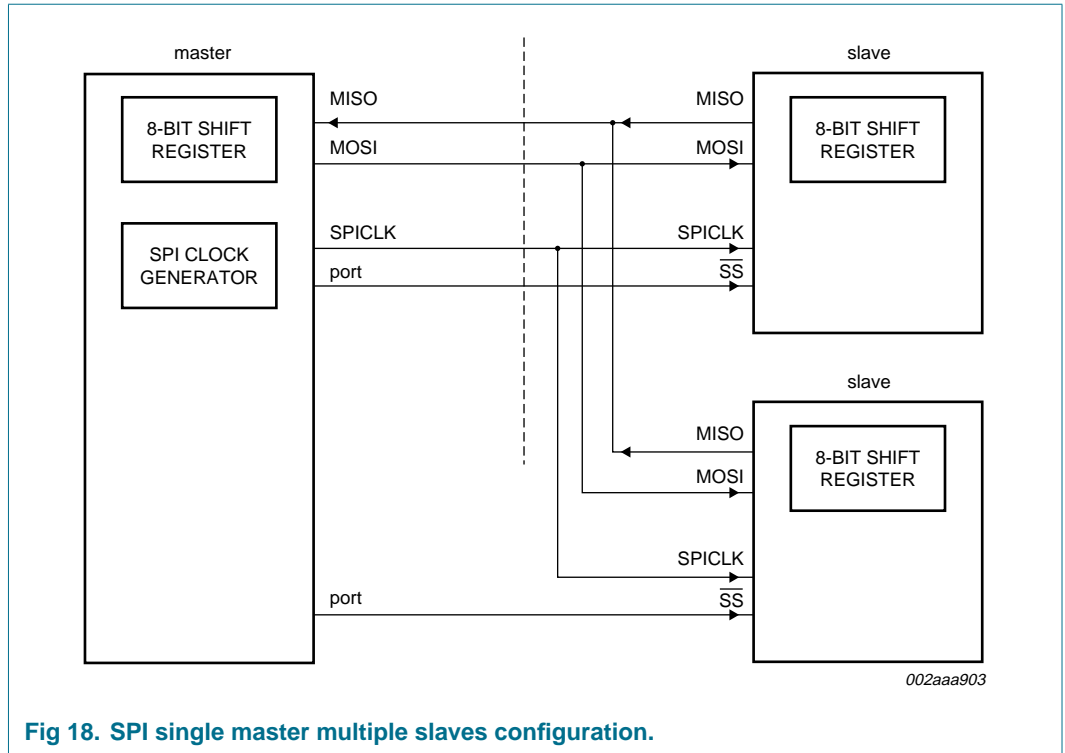 master
slave
MISO
MISO
8-BIT SHIFT
REGISTER
8-BIT SHIFT
REGISTER
MOSI
MOSI
SPICLK
SPICLK
SPI CLOCK
GENERATOR
port
SS
slave
MISO
8-BIT SHIFT
REGISTER
MOSI
SPICLK
port
SS
002aaa903
Fig 18. SPI single master multiple slaves configuration.